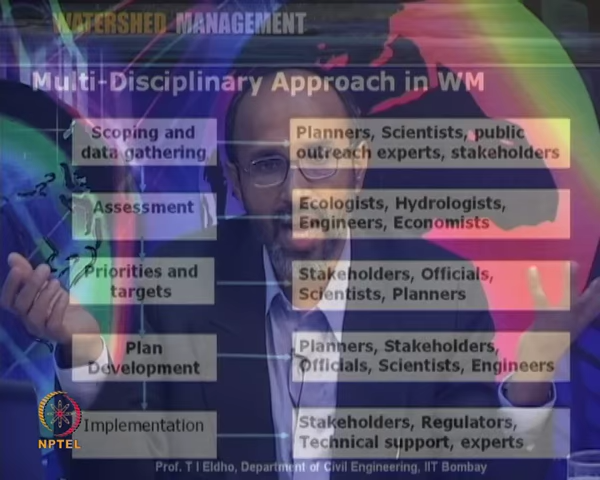 WATERSHED MANAGEMENT
Multi-Disciplinary Approach in WM
Scoping and
data gathering
Planners, Scientists, public
outreach experts, stakeholders
Assessment
Ecologists, Hydrologists,
Engineers, Economists
Priorities and
targets
Stakeholders, Officials,
Scientists, Planners
Plan
Development
Planners, Stakeholders,
Officials, Scientists, Engineers
Implementation
Stakeholders, Regulators,
Technical support, experts
NPTEL
Prof. T I Eldho, Department of Civil Engineering, IIT Bombay